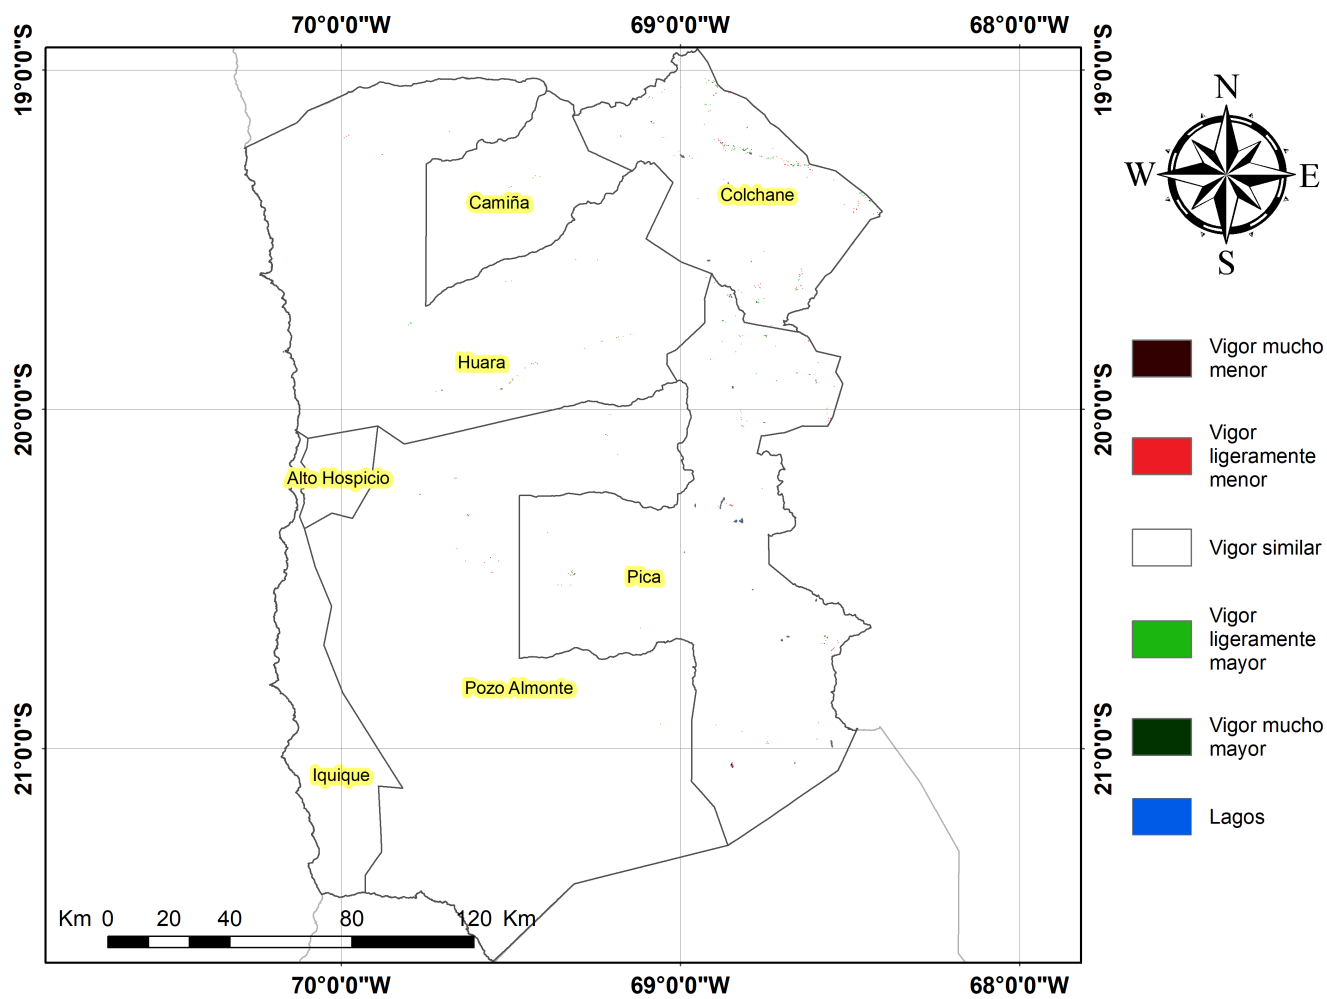 70°0'0"W 69°0'0"W 68°0'0"W
19°0'0"S 19°0'0"S
N
W E
S
Camiña
Colchane
Vigor mucho
menor
Huara
20°0'0"S 20°0'0"S
Vigor
ligeramente
menor
Alto Hospicio
Vigor similar
Pica
Vigor
ligeramente
mayor
Pozo Almonte
21°0'0"S 21°0'0"S
Vigor mucho
mayor
Iquique
Lagos
Km 0 20 40 80 120 Km
70°0'0"W 69°0'0"W 68°0'0"W